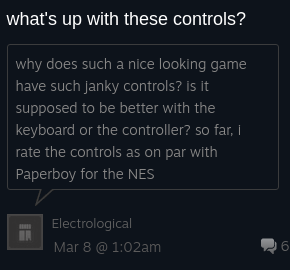 what's up with these controls?
why does such a nice looking game
have such janky controls? is it
supposed to be better with the
keyboard or the controller? so far, i
rate the controls as on par with
Paperboy for the NES
Electrological
Mar 8 @ 1:02am
6